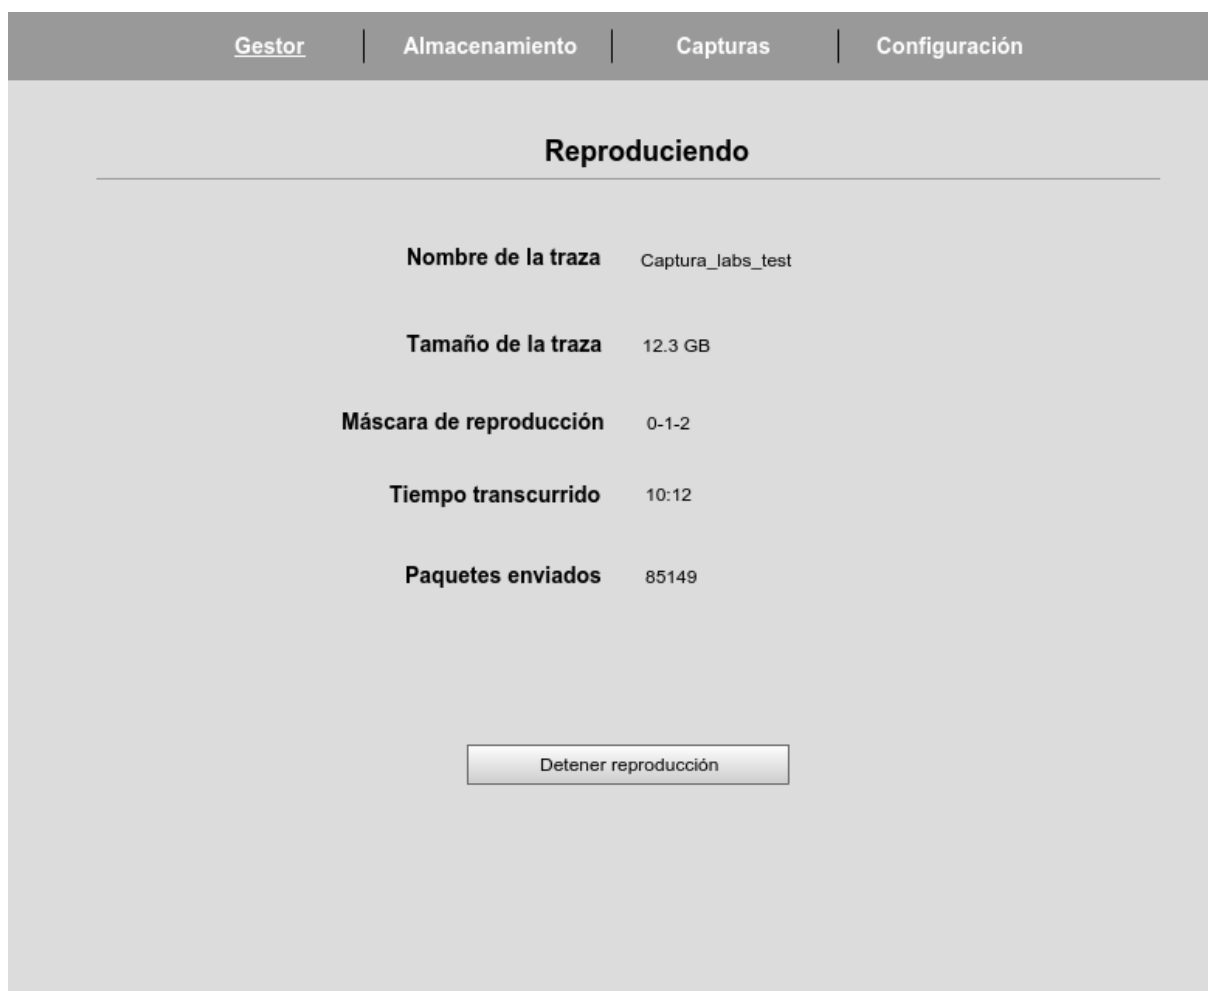 Gestor Almacenamiento Capturas Configuración
Reproduciendo
Nombre de la traza Captura_labs_test
Tamaño de la traza 12.3 GB
Máscara de reproducción 0-1-2
Tiempo transcurrido 10:12
Paquetes enviados 85149
Detener reproducción